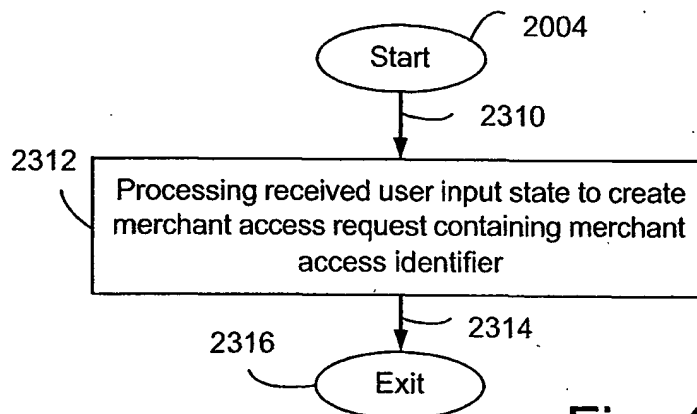 2004
Start
2310
2312
Processing received user input state to create
merchant access request containing merchant
access identifier
2314
2316
Exit